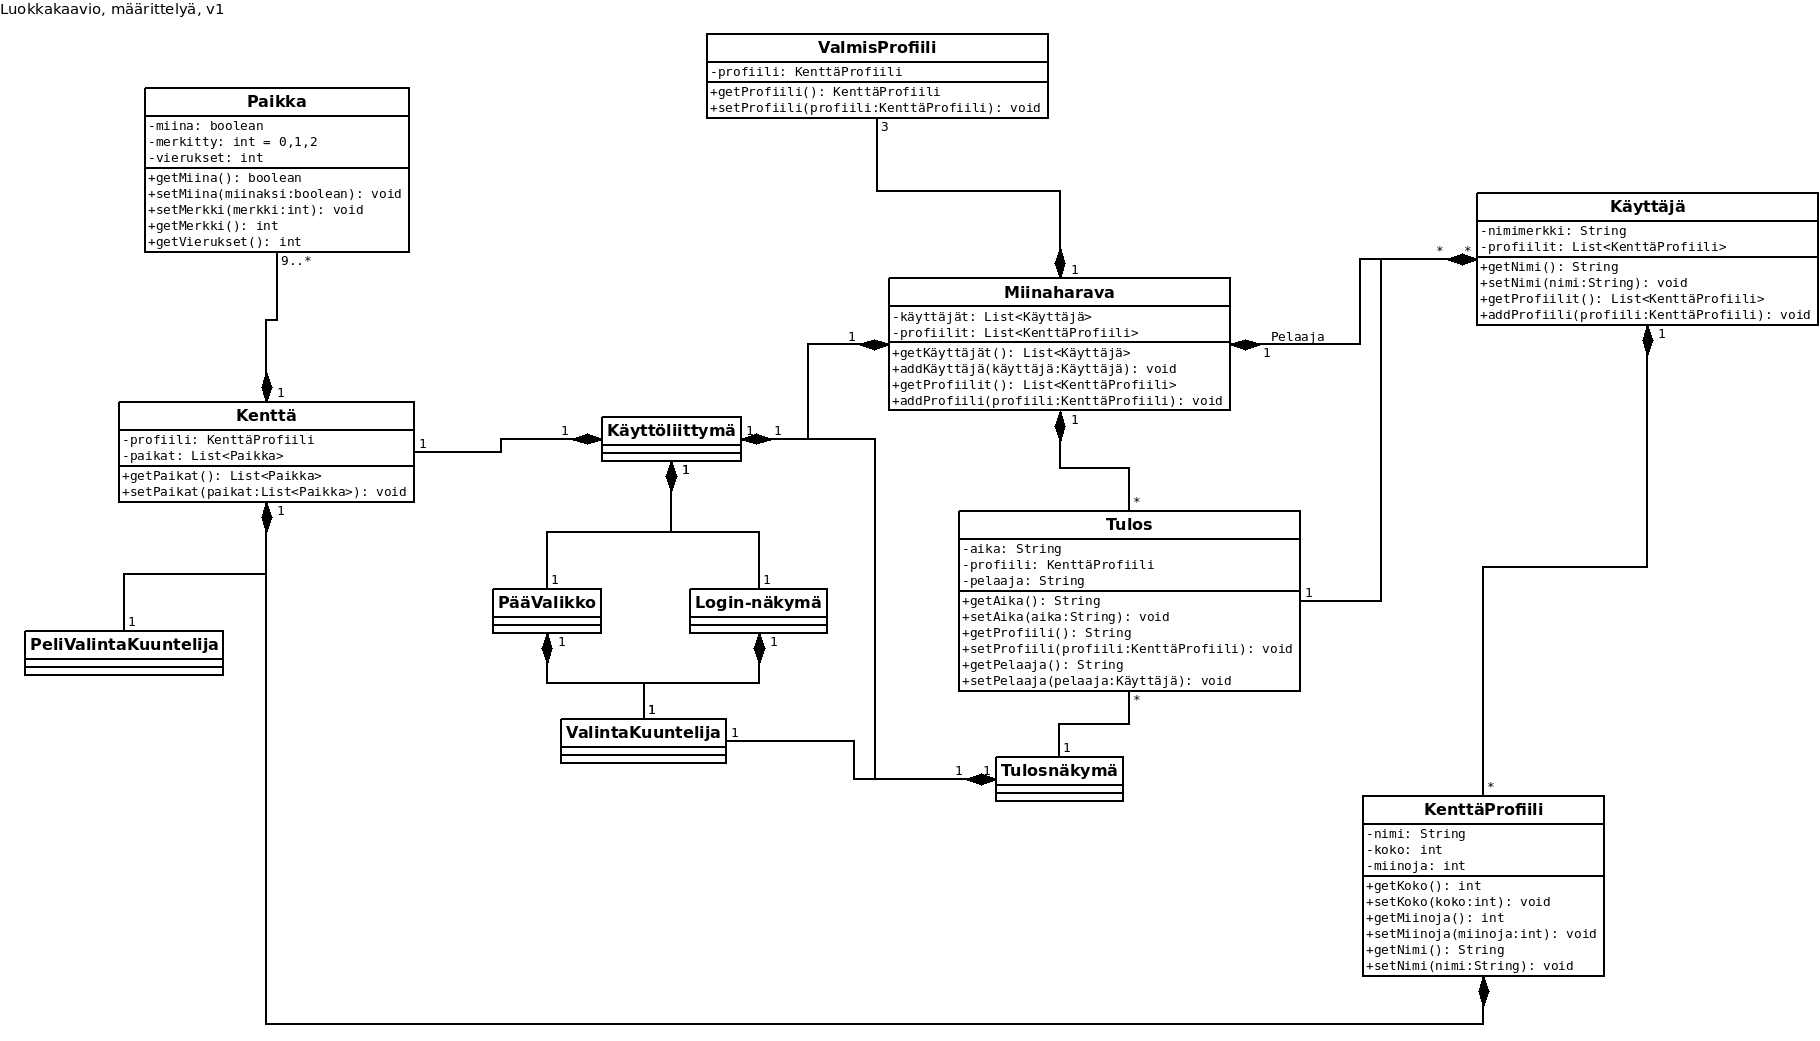 Luokkakaavio, määrittelyä, v1
ValmisProfiili
-profiili: KenttäProfiili
+getProfiili(): KenttäProfiili
+setProfiili(profiili:KenttäProfiili): void
3
Paikka
-miina: boolean
-merkitty: int = 0,1,2
-vierukset: int
+getMiina(): boolean
+setMiina(miinaksi:boolean): void
+setMerkki(merkki:int): void
+getMerkki(): int
+getVierukset(): int
9..*
1
Käyttäjä
-nimimerkki: String
-profiilit: List<KenttäProfiili>
+getNimi(): String
+setNimi(nimi:String): void
+getProfiilit(): List<KenttäProfiili>
+addProfiili(profiili:KenttäProfiili): void
* *
1
1
Miinaharava
-käyttäjät: List<Käyttäjä>
-profiilit: List<KenttäProfiili>
+getKäyttäjät(): List<Käyttäjä>
+addKäyttäjä(käyttäjä:Käyttäjä): void
+getProfiilit(): List<KenttäProfiili>
+addProfiili(profiili:KenttäProfiili): void
1
Pelaaja
1
1
Kenttä
-profiili: KenttäProfiili
-paikat: List<Paikka>
+getPaikat(): List<Paikka>
+setPaikat(paikat:List<Paikka>): void
1
1
1
Käyttöliittymä
1 1
1
*
Tulos
-aika: String
-profiili: KenttäProfiili
-pelaaja: String
+getAika(): String
+setAika(aika:String): void
+getProfiili(): String
+setProfiili(profiili:KenttäProfiili): void
+getPelaaja(): String
+setPelaaja(pelaaja:Käyttäjä): void
1
*
1
PääValikko
1
1
Login-näkymä
1
1
PeliValintaKuuntelija
1
ValintaKuuntelija
1
1
Tulosnäkymä
1 1
*
KenttäProfiili
-nimi: String
-koko: int
-miinoja: int
+getKoko(): int
+setKoko(koko:int): void
+getMiinoja(): int
+setMiinoja(miinoja:int): void
+getNimi(): String
+setNimi(nimi:String): void